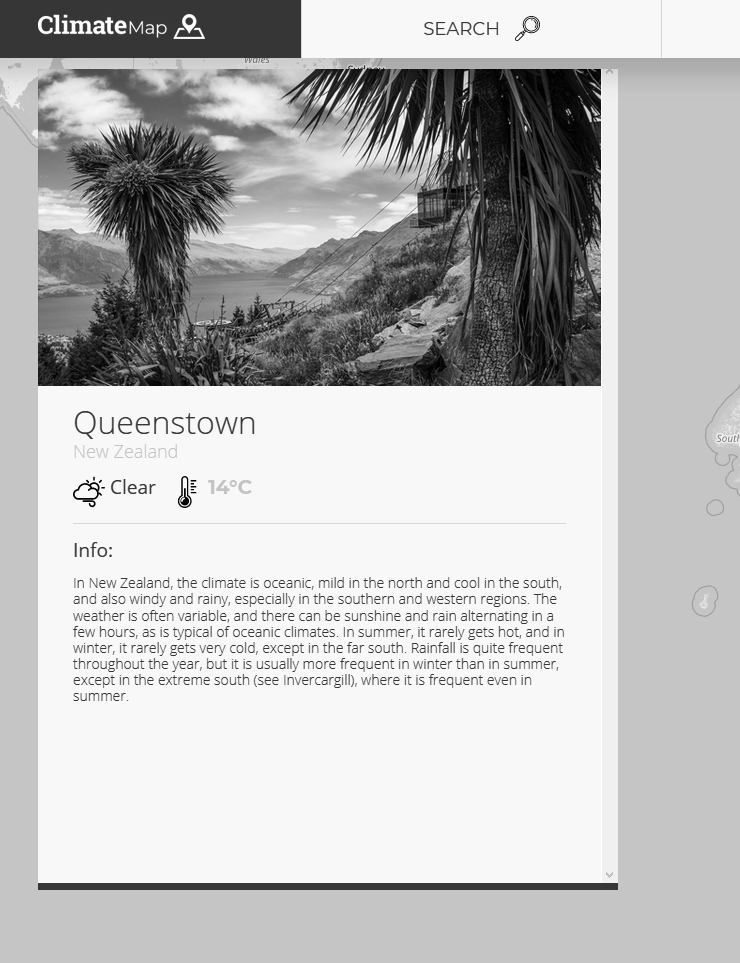 ClimateMap
SEARCH
Wales
Sydney
Queenstown
New Zealand
Clear
14°C
Info:
In New Zealand, the climate is oceanic, mild in the north and cool in the south,
and also windy and rainy, especially in the southern and western regions. The
weather is often variable, and there can be sunshine and rain alternating in a
few hours, as is typical of oceanic climates. In summer, it rarely gets hot, and in
winter, it rarely gets very cold, except in the far south. Rainfall is quite frequent
throughout the year, but it is usually more frequent in winter than in summer,
except in the extreme south (see Invercargill), where it is frequent even in
summer.
South